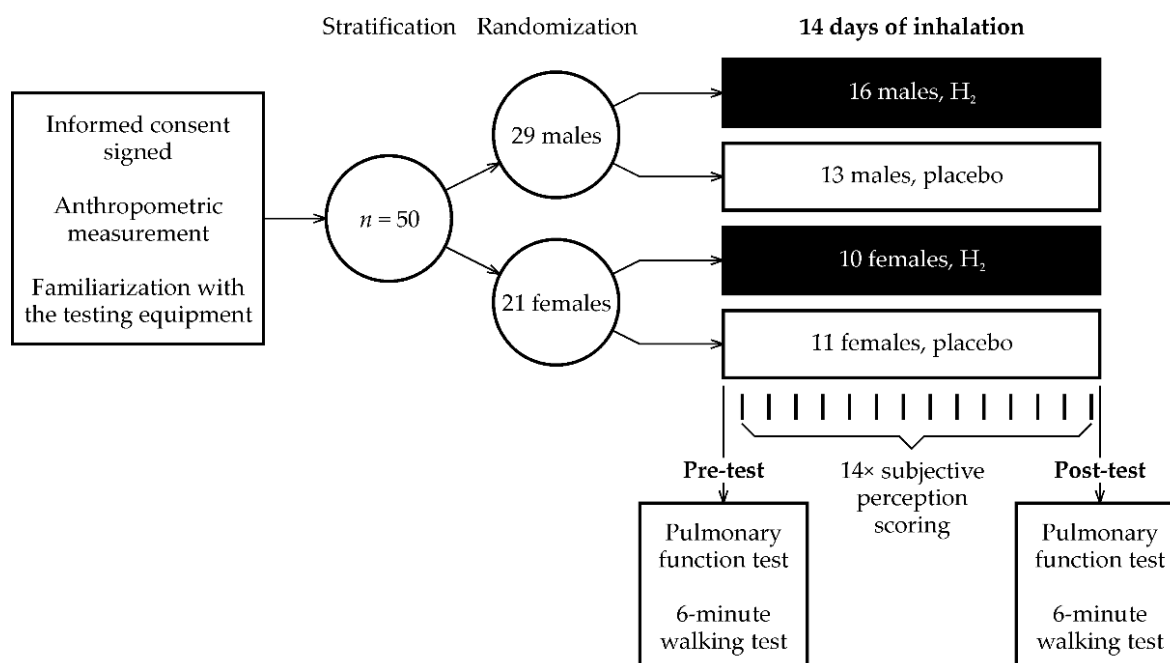 Stratification
Randomization
14 days of inhalation
Informed consent
signed
Anthropometric
measurement
Familiarization with
the testing equipment
n = 50
29 males
21 females
16 males, H₂
13 males, placebo
10 females, H₂
11 females, placebo
Pre-test
14× subjective
perception
scoring
Post-test
Pulmonary
function test
6-minute
walking test
Pulmonary
function test
6-minute
walking test